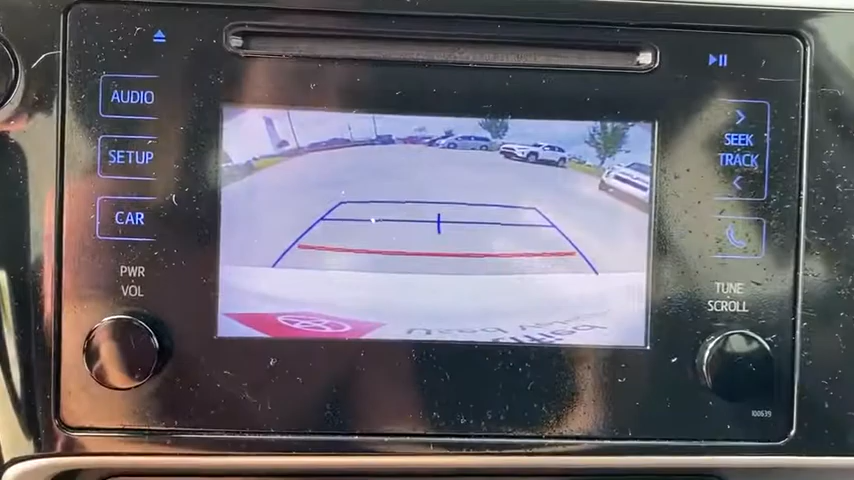 AUDIO
SETUP
CAR
PWR
VOL
SEEK
TRACK
TUNE
SCROLL
100639